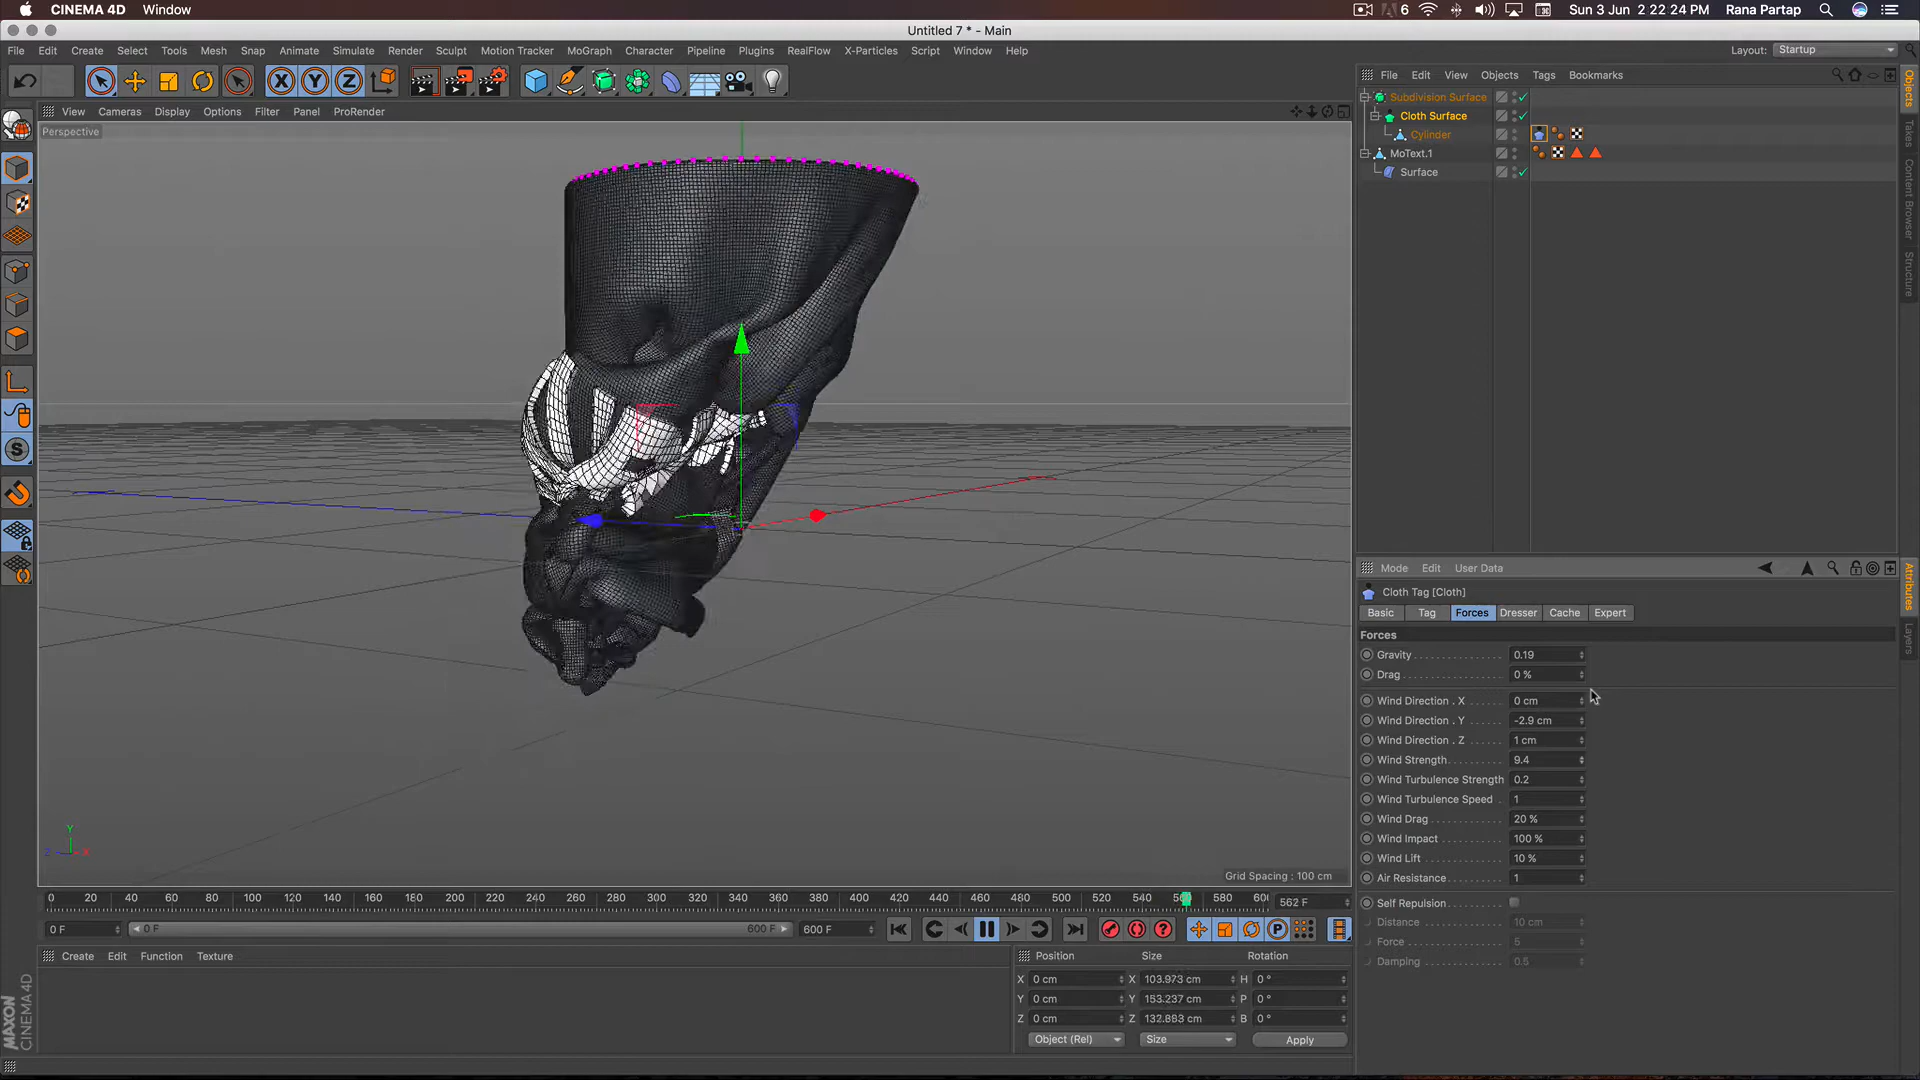 CINEMA 4D Window
6 Sun 3 Jun 2 22:24 PM Rana Partap
Untitled 7 * - Main
File Edit Create Select Tools Mesh Snap Animate Simulate Render Sculpt Motion Tracker MoGraph Character Pipeline Plugins RealFlow X-Particles Script Window Help
Layout: Startup
View Cameras Display Options Filter Panel ProRender
Perspective
File Edit View Objects Tags Bookmarks
Subdivision Surface
Cloth Surface
Cylinder
MoText.1
Surface
Objects
Takes
Content Browser
Structure
Mode Edit User Data
Cloth Tag [Cloth]
Basic Tag Forces Dresser Cache Expert
Forces
Gravity 0.19
Drag 0 %
Wind Direction . X 0 cm
Wind Direction . Y -2.9 cm
Wind Direction . Z 1 cm
Wind Strength 9.4
Wind Turbulence Strength 0.2
Wind Turbulence Speed 1
Wind Drag 20 %
Wind Impact 100 %
Wind Lift 10 %
Air Resistance 1
Self Repulsion
Distance 10 cm
Force 5
Damping 0.5
Attributes
Layers
Y
Z X
Grid Spacing : 100 cm
0 20 40 60 80 100 120 140 160 180 200 220 240 260 280 300 320 340 360 380 400 420 440 460 480 500 520 540 560 580 600 562 F
0 F 0 F 600 F 600 F
Create Edit Function Texture
Position Size Rotation
X 0 cm X 103.973 cm H 0 °
Y 0 cm Y 153.237 cm P 0 °
Z 0 cm Z 132.883 cm B 0 °
Object (Rel) Size Apply
MAXON
CINEMA 4D